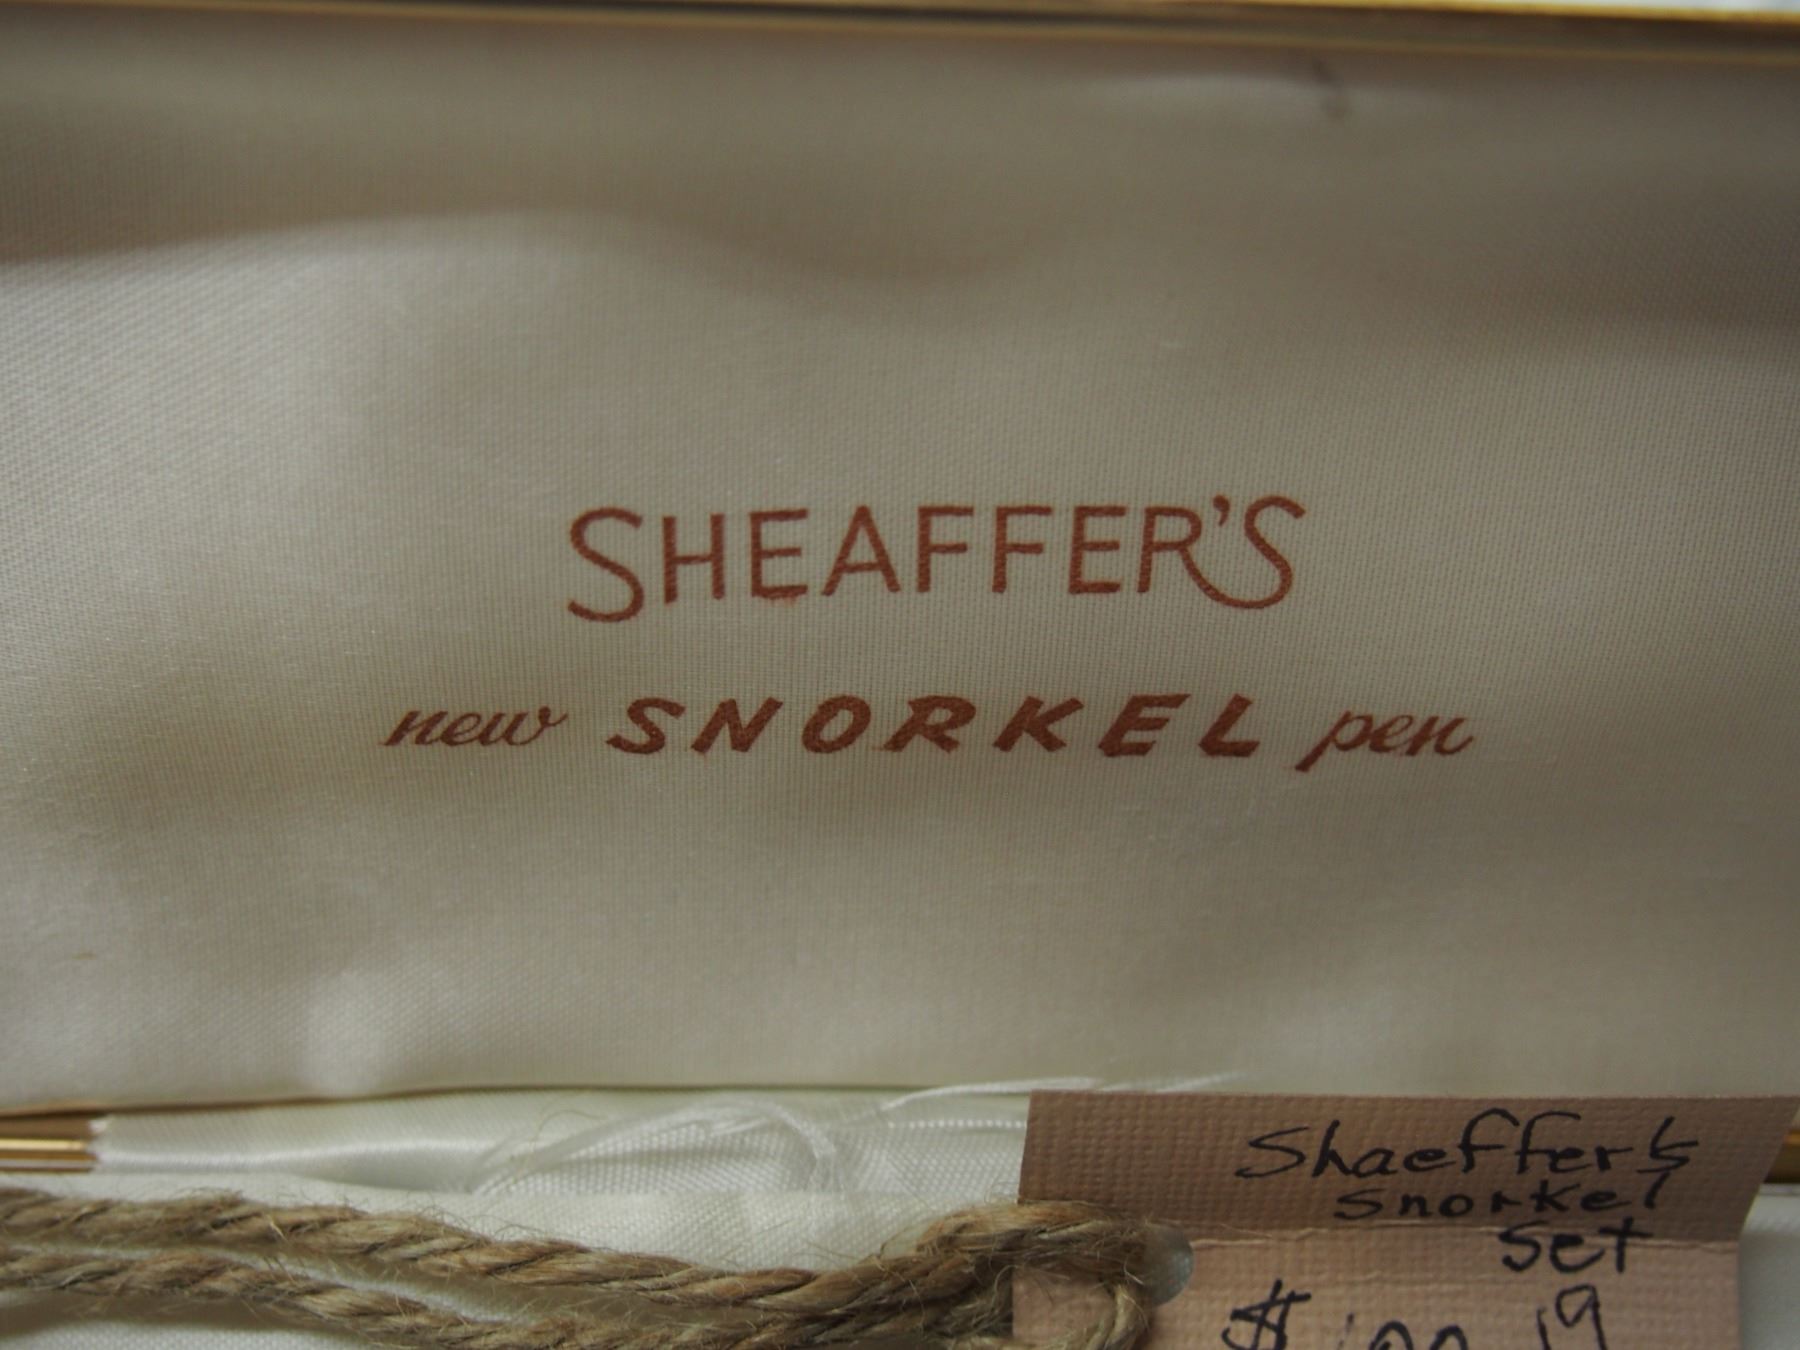 SHEAFFER'S
new SNORKEL pen
Shaeffer's
snorkel
set
$